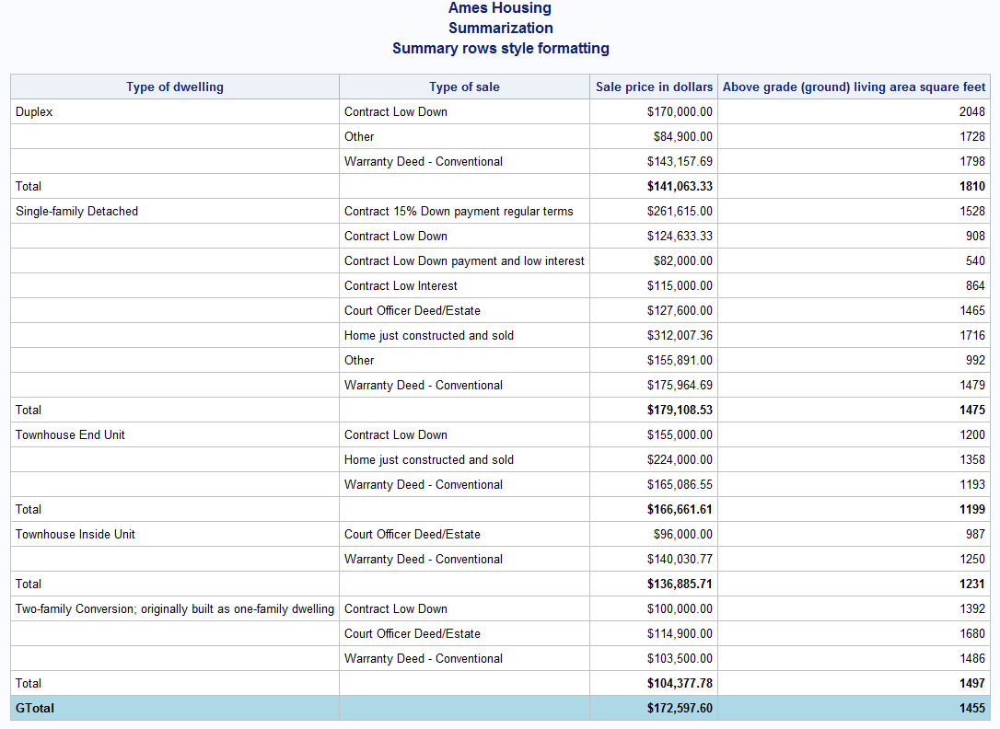 Ames Housing
Summarization
Summary rows style formatting
Type of dwelling Type of sale Sale price in dollars Above grade (ground) living area square feet
Duplex Contract Low Down $170,000.00 2048
Other $84,900.00 1728
Warranty Deed - Conventional $143,157.69 1798
Total $141,063.33 1810
Single-family Detached Contract 15% Down payment regular terms $261,615.00 1528
Contract Low Down $124,633.33 908
Contract Low Down payment and low interest $82,000.00 540
Contract Low Interest $115,000.00 864
Court Officer Deed/Estate $127,600.00 1465
Home just constructed and sold $312,007.36 1716
Other $155,891.00 992
Warranty Deed - Conventional $175,964.69 1479
Total $179,108.53 1475
Townhouse End Unit Contract Low Down $155,000.00 1200
Home just constructed and sold $224,000.00 1358
Warranty Deed - Conventional $165,086.55 1193
Total $166,661.61 1199
Townhouse Inside Unit Court Officer Deed/Estate $96,000.00 987
Warranty Deed - Conventional $140,030.77 1250
Total $136,885.71 1231
Two-family Conversion; originally built as one-family dwelling Contract Low Down $100,000.00 1392
Court Officer Deed/Estate $114,900.00 1680
Warranty Deed - Conventional $103,500.00 1486
Total $104,377.78 1497
GTotal $172,597.60 1455